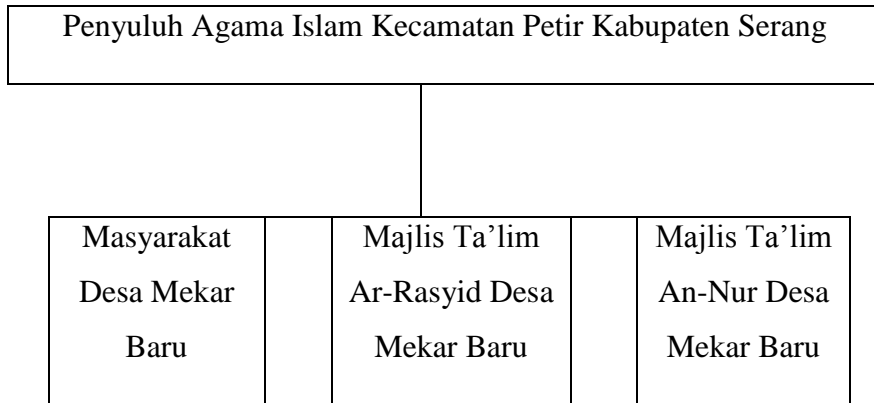 Penyuluh Agama Islam Kecamatan Petir Kabupaten Serang
Masyarakat
Desa Mekar
Baru
Majlis Ta’lim
Ar-Rasyid Desa
Mekar Baru
Majlis Ta’lim
An-Nur Desa
Mekar Baru